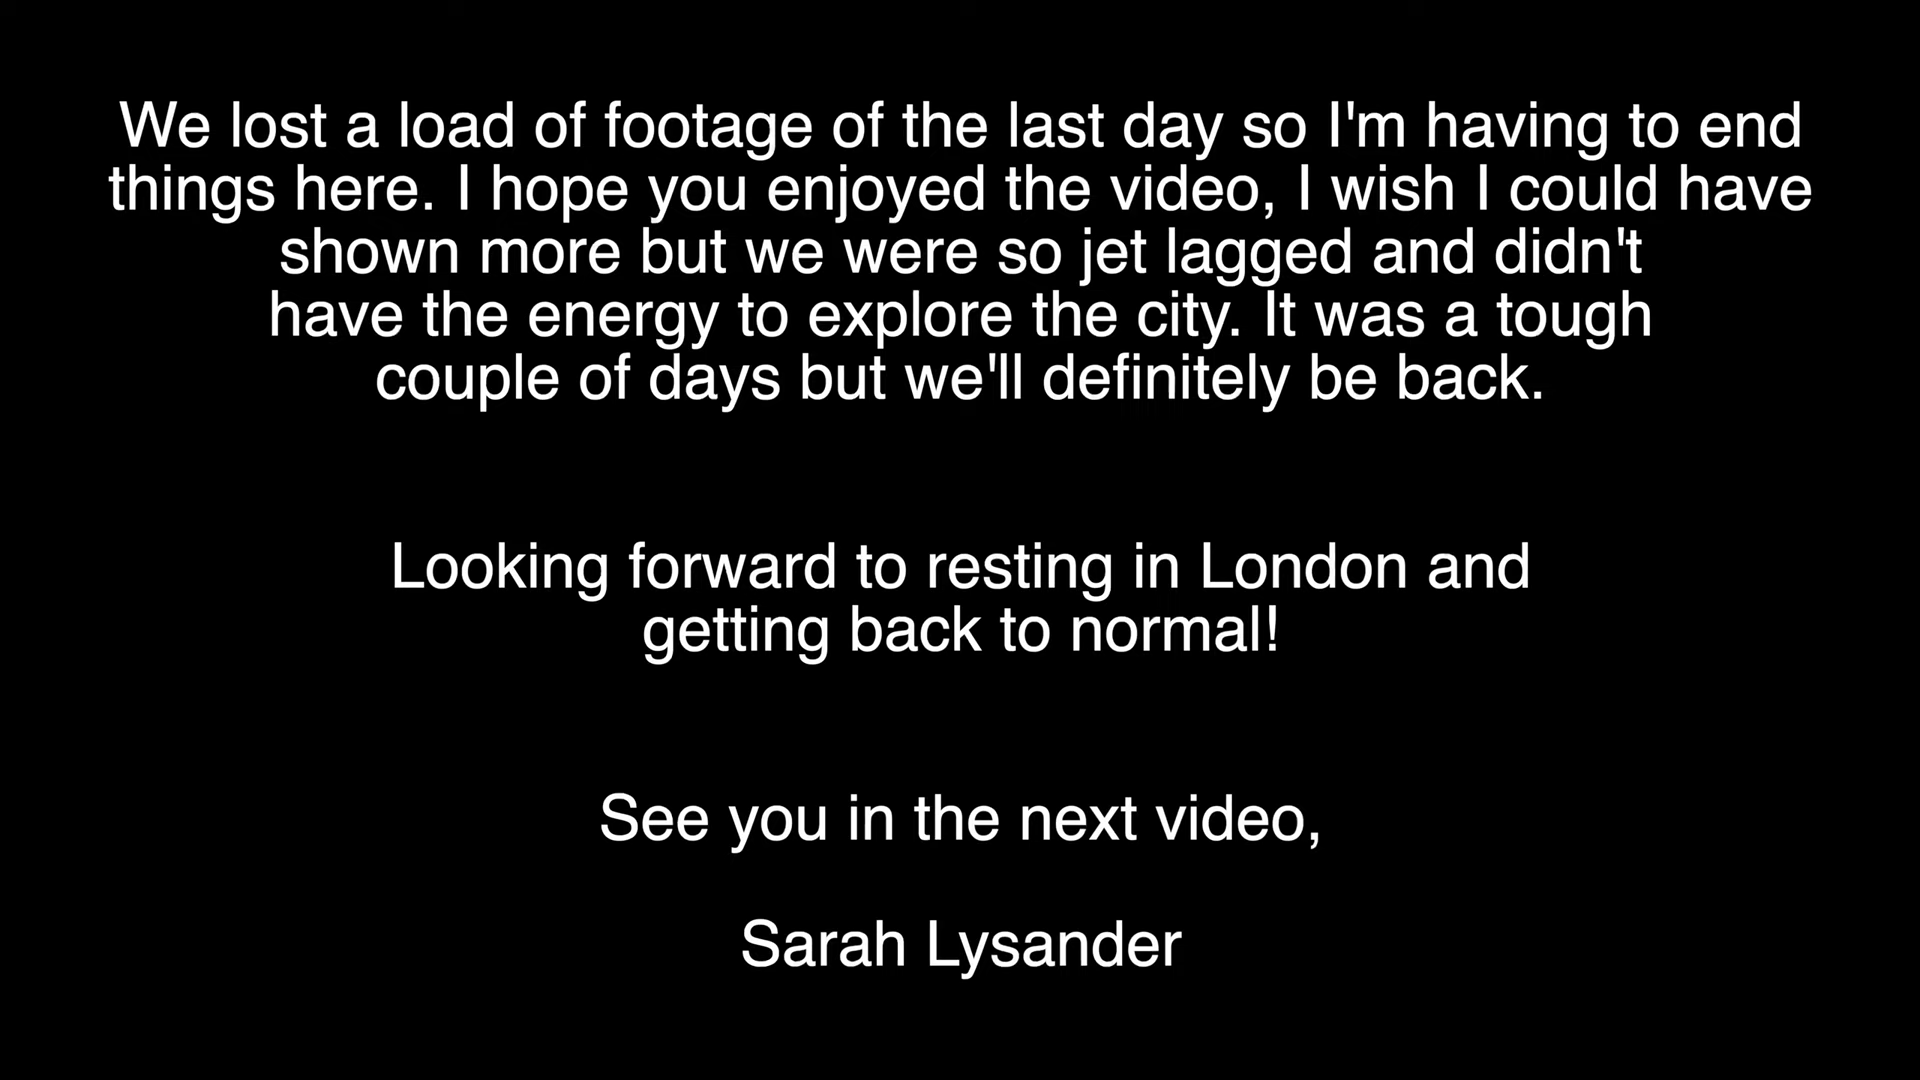 We lost a load of footage of the last day so I'm having to end
things here. I hope you enjoyed the video, I wish I could have
shown more but we were so jet lagged and didn't
have the energy to explore the city. It was a tough
couple of days but we'll definitely be back.
Looking forward to resting in London and
getting back to normal!
See you in the next video,
Sarah Lysander